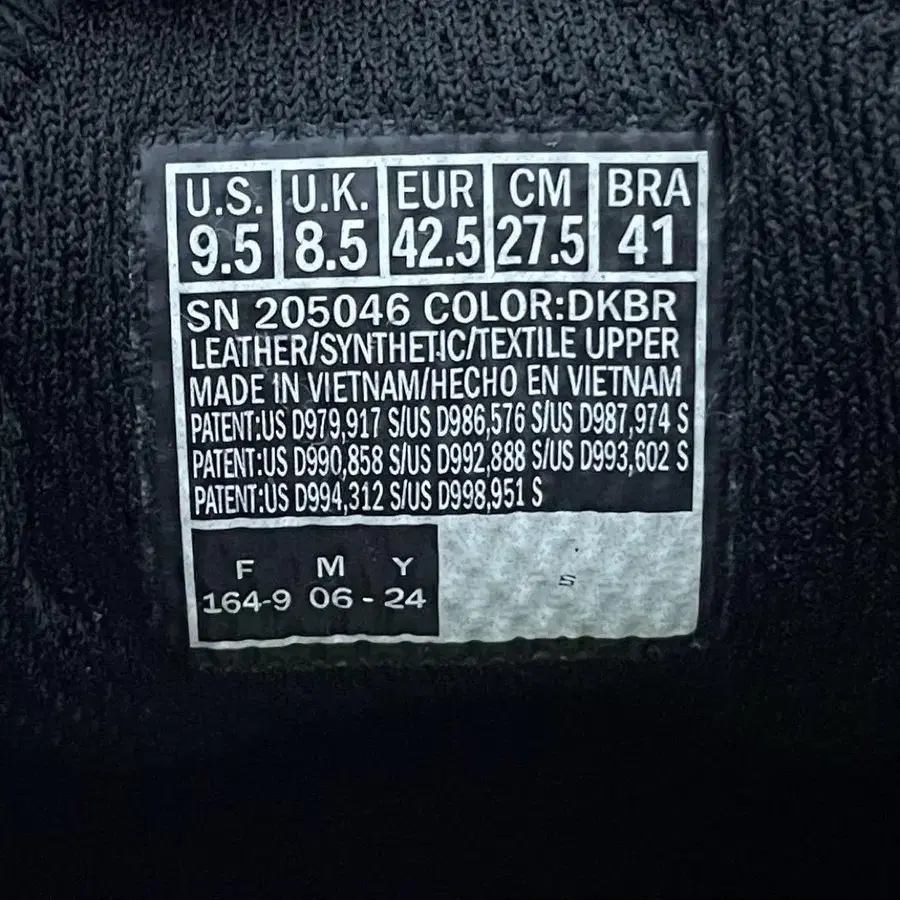 U.S. U.K. EUR CM BRA
9.5 8.5 42.5 27.5 41
SN 205046 COLOR:DKBR
LEATHER/SYNTHETIC/TEXTILE UPPER
MADE IN VIETNAM/HECHO EN VIETNAM
PATENT:US D979,917 S/US D986,576 S/US D987,974 S
PATENT:US D990,858 S/US D992,888 S/US D993,602 S
PATENT:US D994,312 S/US D998,951 S
F M Y
164-9 06 - 24
S